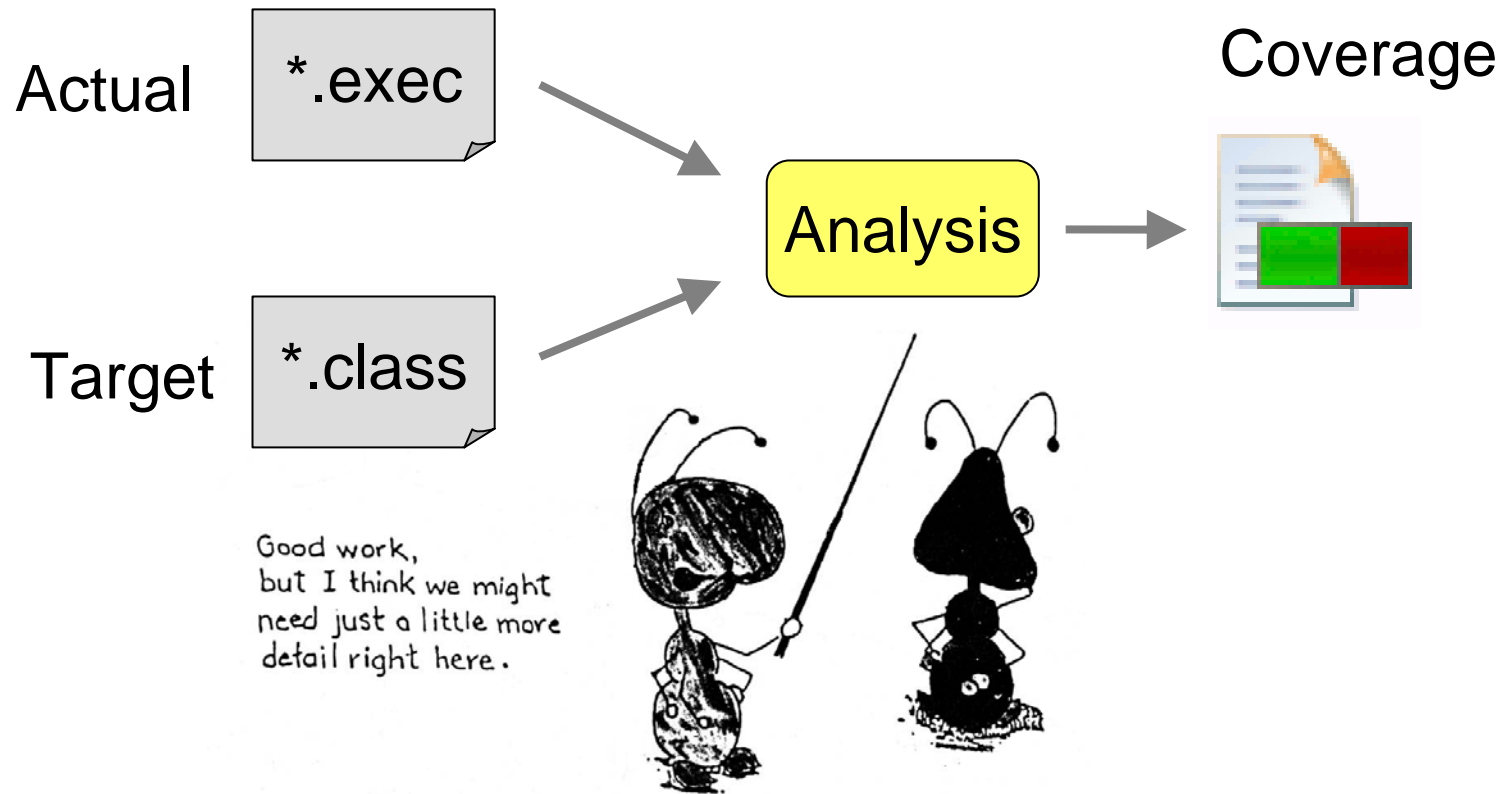 Actual
*.exec
Coverage
Analysis
Target
*.class
Good work,
but I think we might
need just a little more
detail right here.